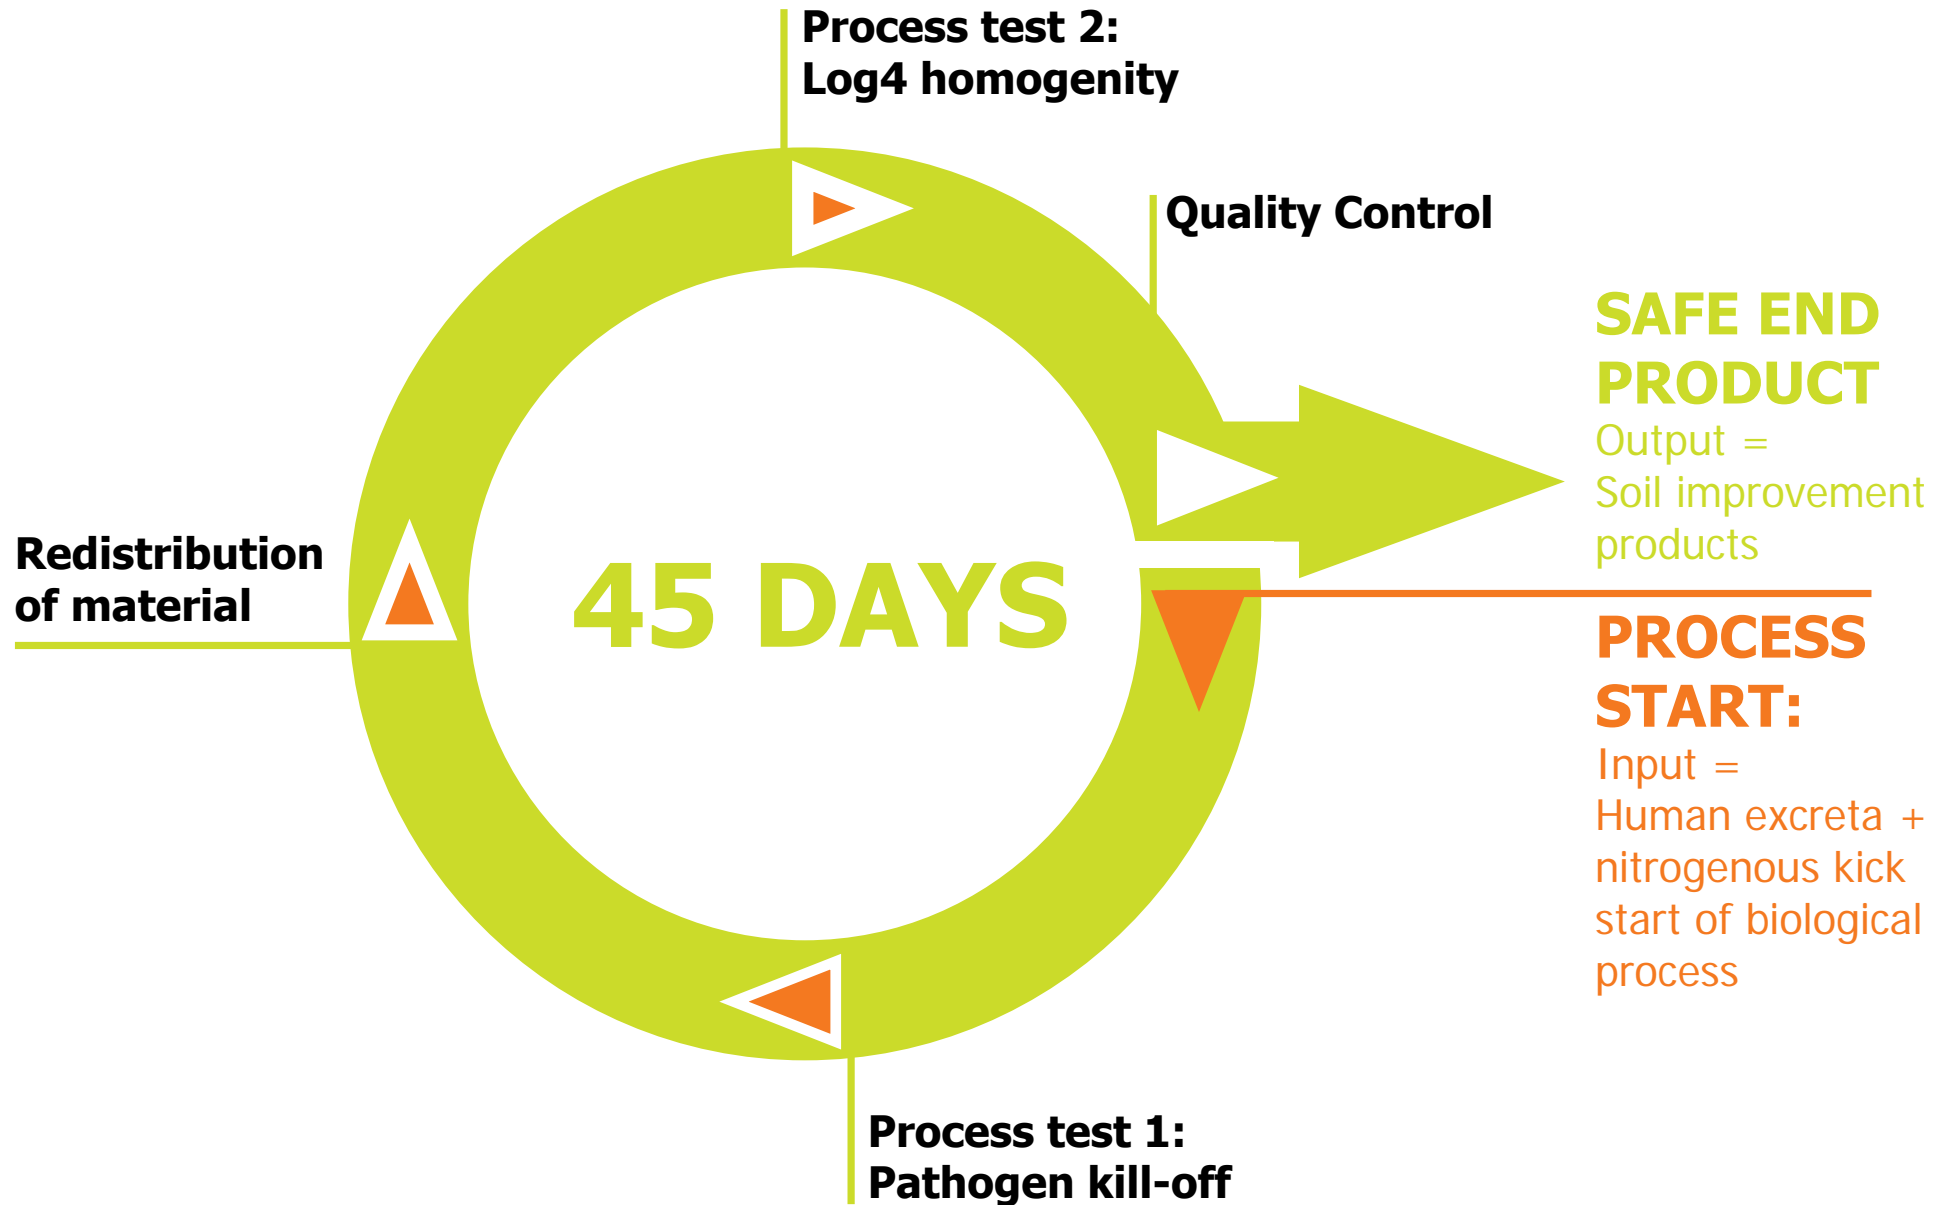 Process test 2:
Log4 homogenity
Quality Control
SAFE END
PRODUCT
Output =
Soil improvement
products
Redistribution
of material
45 DAYS
PROCESS
START:
Input =
Human excreta +
nitrogenous kick
start of biological
process
Process test 1:
Pathogen kill-off